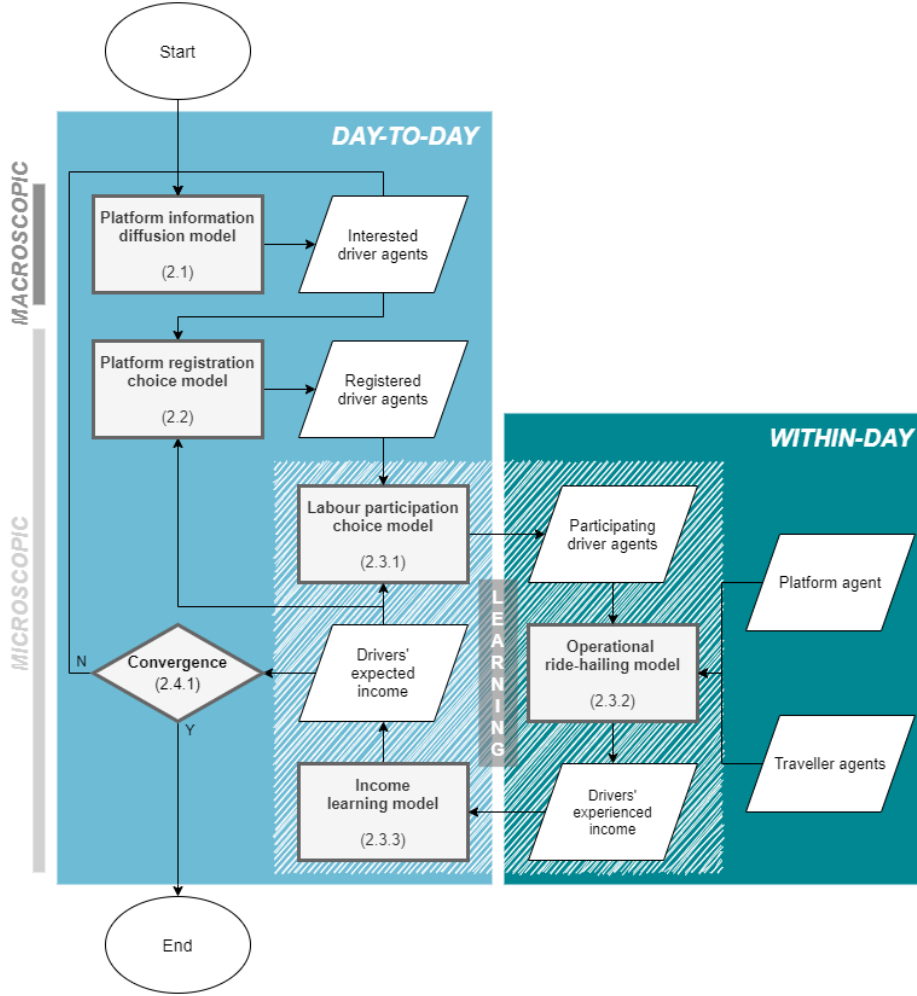 Start
DAY-TO-DAY
MACROSCOPIC
Platform information
diffusion model
(2.1)
Interested
driver agents
Platform registration
choice model
(2.2)
Registered
driver agents
WITHIN-DAY
MICROSCOPIC
Labour participation
choice model
(2.3.1)
Participating
driver agents
Platform agent
LEARNING
N
Convergence
(2.4.1)
Y
Drivers'
expected
income
Operational
ride-hailing model
(2.3.2)
Income
learning model
(2.3.3)
Drivers'
experienced
income
Traveller agents
End